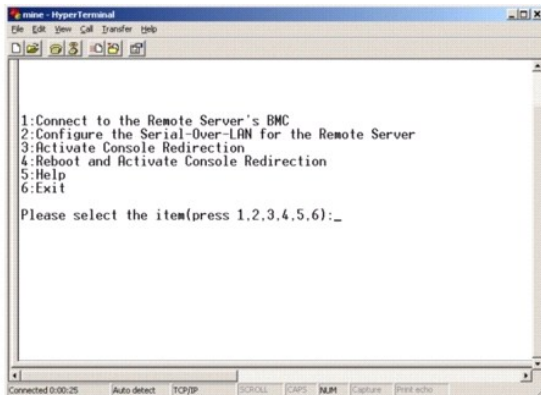 mine - HyperTerminal
File Edit View Call Transfer Help
1:Connect to the Remote Server's BMC
2:Configure the Serial-Over-LAN for the Remote Server
3:Activate Console Redirection
4:Reboot and Activate Console Redirection
5:Help
6:Exit
Please select the item(press 1,2,3,4,5,6):_
Connected 0:00:25 Auto detect TCP/IP SCROLL CAPS NUM Capture Print echo